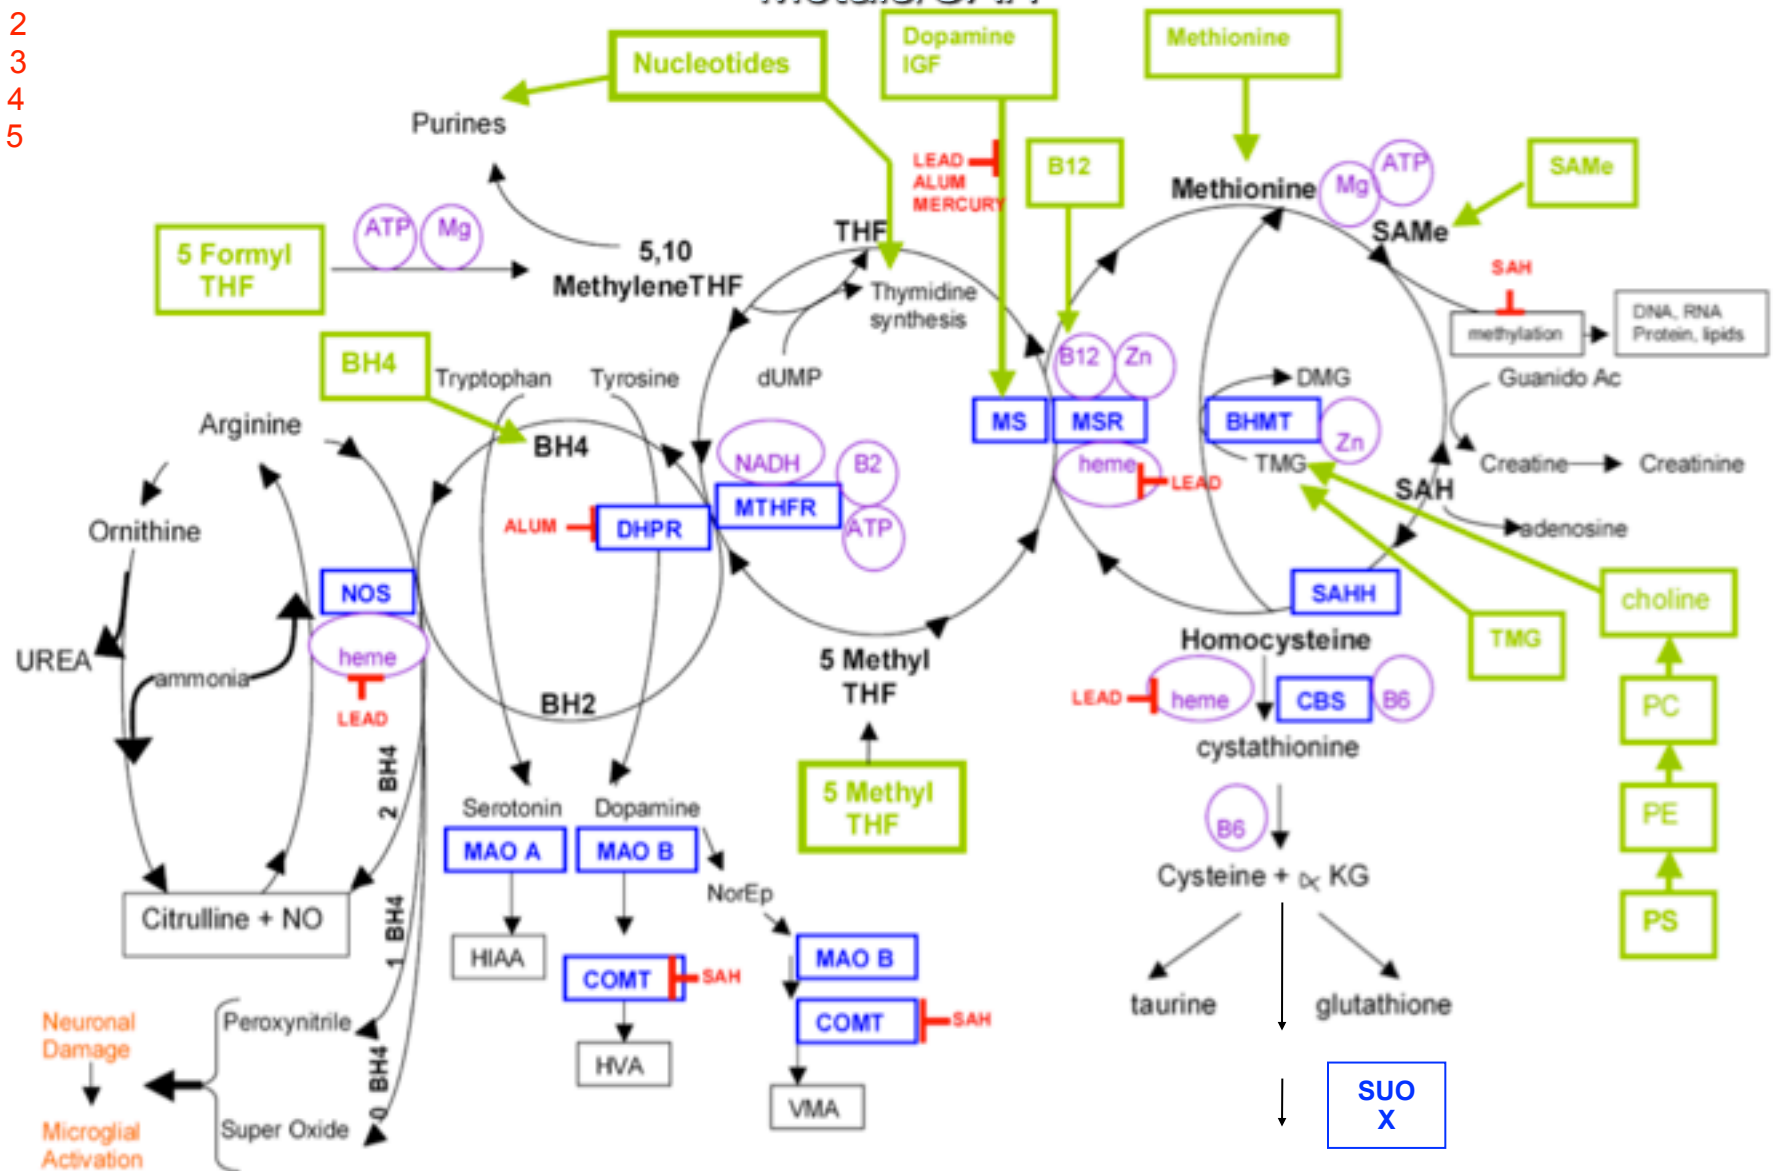 Metals/SAH
2
3
4
5
Nucleotides
Dopamine
IGF
Methionine
Purines
LEAD
ALUM
MERCURY
B12
ATP
Mg
SAMe
Methionine
SAMe
5 Formyl
THF
ATP
Mg
5,10
MethyleneTHF
THF
Thymidine
synthesis
SAH
methylation
DNA, RNA
Protein, lipids
BH4
Tryptophan
Tyrosine
dUMP
B12
Zn
DMG
Guanido Ac
Arginine
BH4
NADH
B2
MS
MSR
BHMT
Zn
heme
LEAD
TMG
Creatine
Creatinine
SAH
Ornithine
ALUM
DHPR
MTHFR
ATP
adenosine
NOS
SAHH
choline
UREA
ammonia
heme
LEAD
5 Methyl
THF
Homocysteine
TMG
BH2
LEAD
heme
CBS
B6
PC
cystathionine
2 BH4
Serotonin
Dopamine
5 Methyl
THF
B6
PE
MAO A
MAO B
NorEp
Cysteine + KG
Citrulline + NO
1 BH4
HIAA
COMT
SAH
MAO B
PS
taurine
glutathione
Neuronal
Damage
Peroxynitrile
COMT
SAH
HVA
0 BH4
VMA
SUO
X
Microglial
Activation
Super Oxide